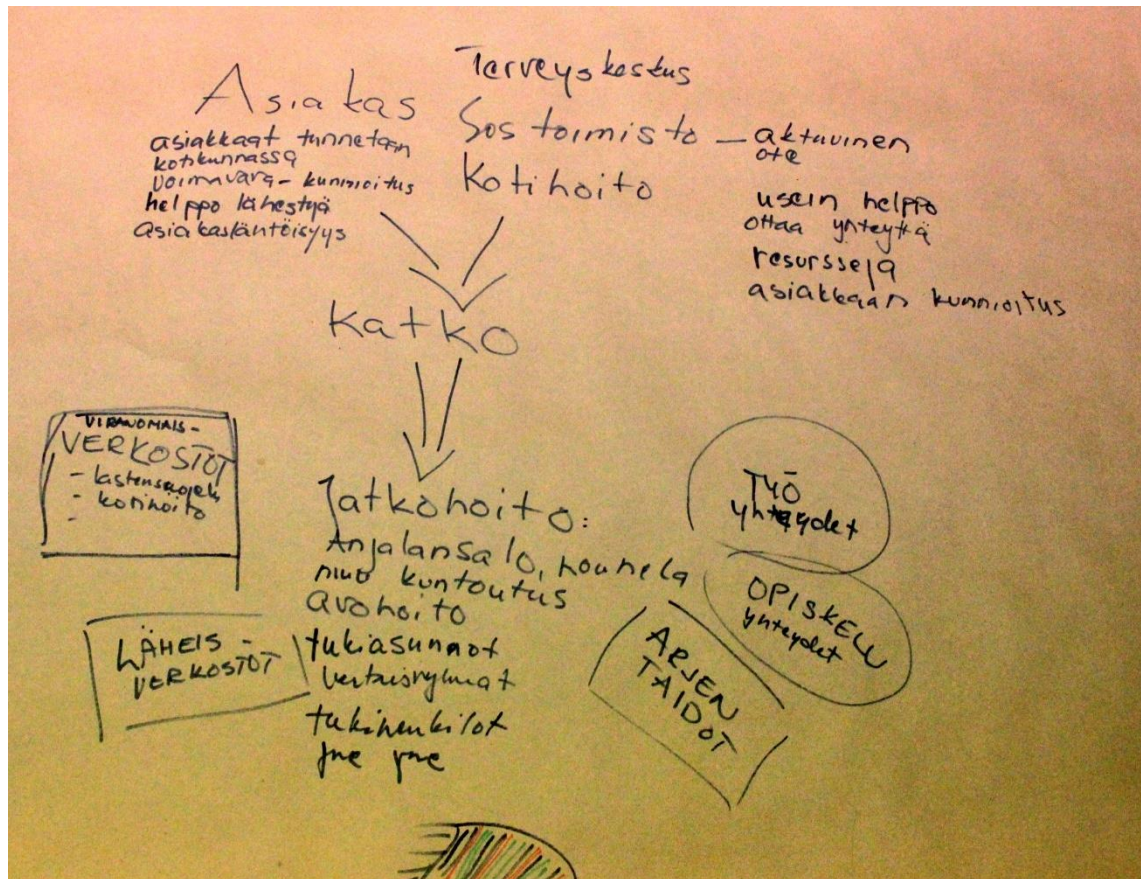 Asiakas
asiakkaat tunnetaan
kotikunnassa
voimavara - kunnioitus
helppo lähestyä
asiakasläntöisyys
Terveyskeskus
Sos toimisto - aktiivinen
ote
Kotihoito
usein helppo
ottaa yhteyttä
resursseja
asiakkaan kunnioitus
Katko
VIRANOMAIS-
VERKOSTOT
- lastensuojelu
- kotihoito
-
Jatkohoito:
Anjalansalo, nounela
muu kuntoutus
avohoito
tukiasunnot
vertaisryhmät
tukihenkilöt
jne jne
LÄHEIS-
VERKOSTOT
TYÖ
yhteydet
OPISKELU
yhteydet
ARJEN
TAIDOT